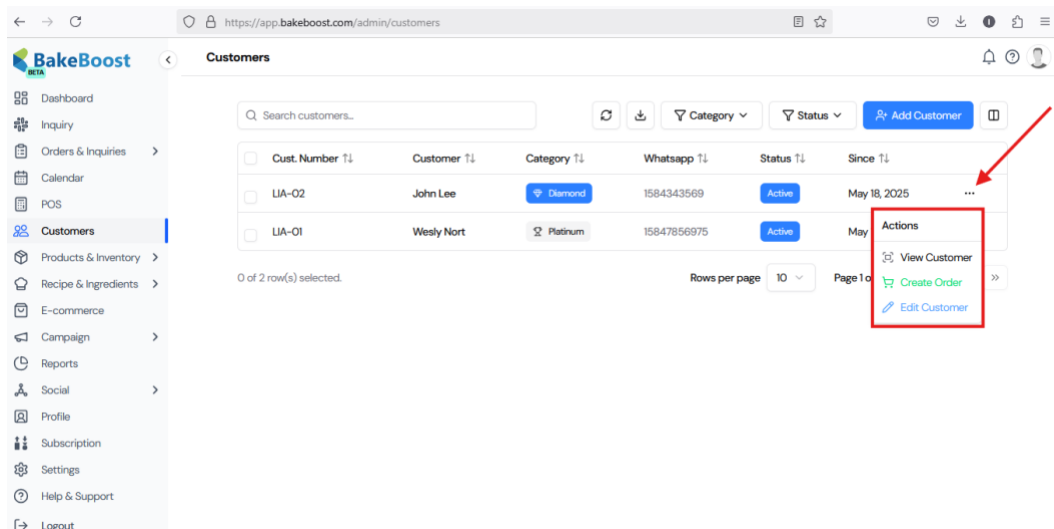 https://app.bakeboost.com/admin/customers
BakeBoost
BETA
Customers
Dashboard
Inquiry
Orders & Inquiries
Calendar
POS
Customers
Products & Inventory
Recipe & Ingredients
E-commerce
Campaign
Reports
Social
Profile
Subscription
Settings
Help & Support
Logout
Search customers...
Category
Status
Add Customer
Cust. Number Customer Category Whatsapp Status Since
LIA-02 John Lee Diamond 1584343569 Active May 18, 2025 ...
LIA-01 Wesly Nort Platinum 15847856975 Active May
Actions
View Customer
Create Order
Edit Customer
0 of 2 row(s) selected.
Rows per page 10
Page 1 o